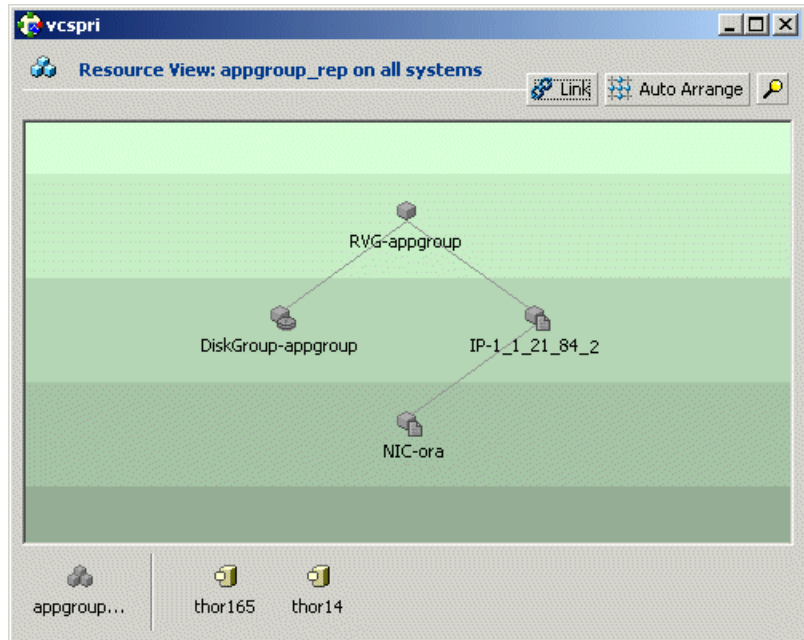 vcspri
Resource View: appgroup_rep on all systems
Link
Auto Arrange
RVG-appgroup
DiskGroup-appgroup
IP-1_1_21_84_2
NIC-ora
appgroup...
thor165
thor14